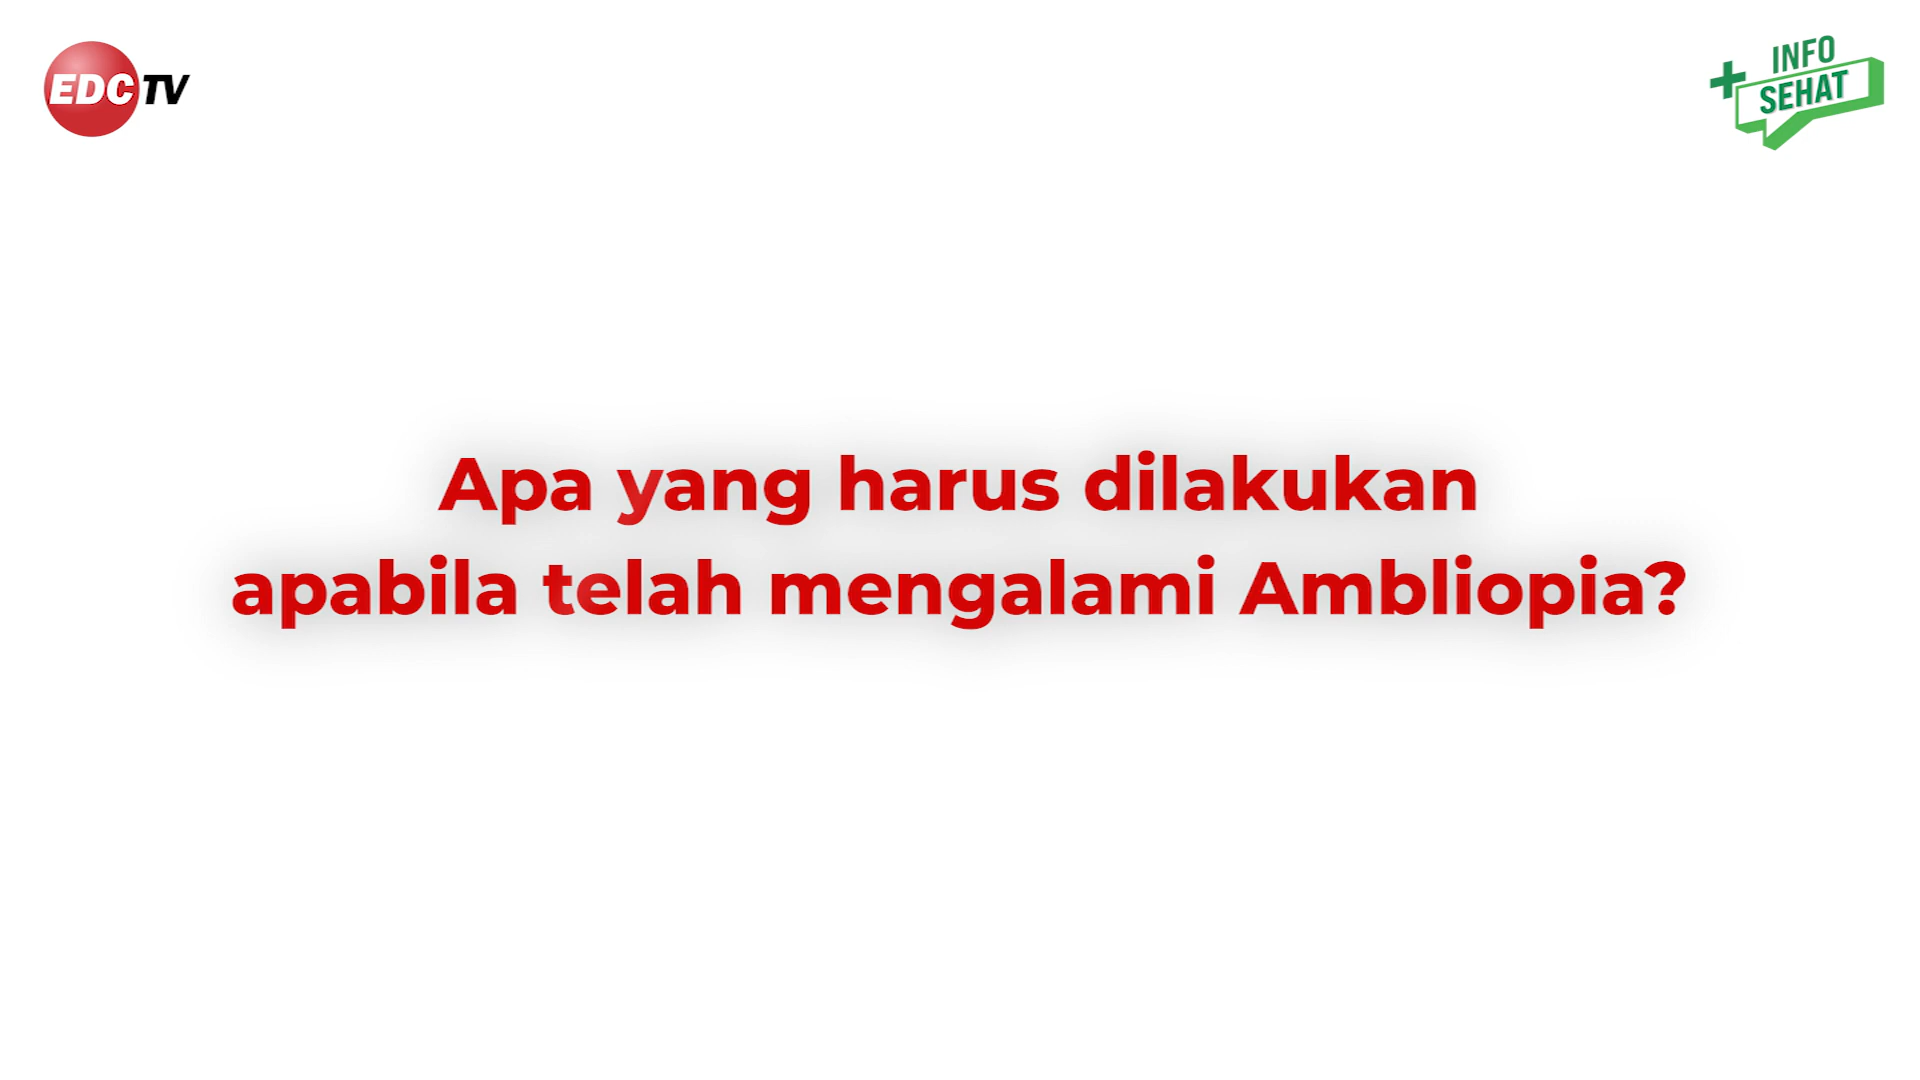 EDC TV
INFO
SEHAT
Apa yang harus dilakukan
apabila telah mengalami Ambliopia?